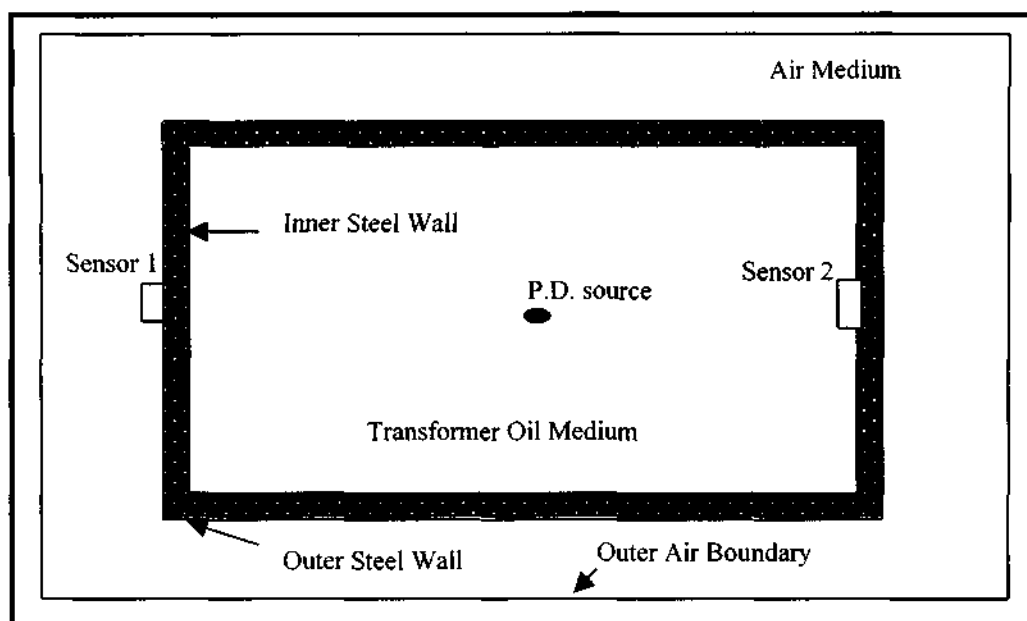 Air Medium
Inner Steel Wall
Sensor 1
Sensor 2
P.D. source
Transformer Oil Medium
Outer Air Boundary
Outer Steel Wall